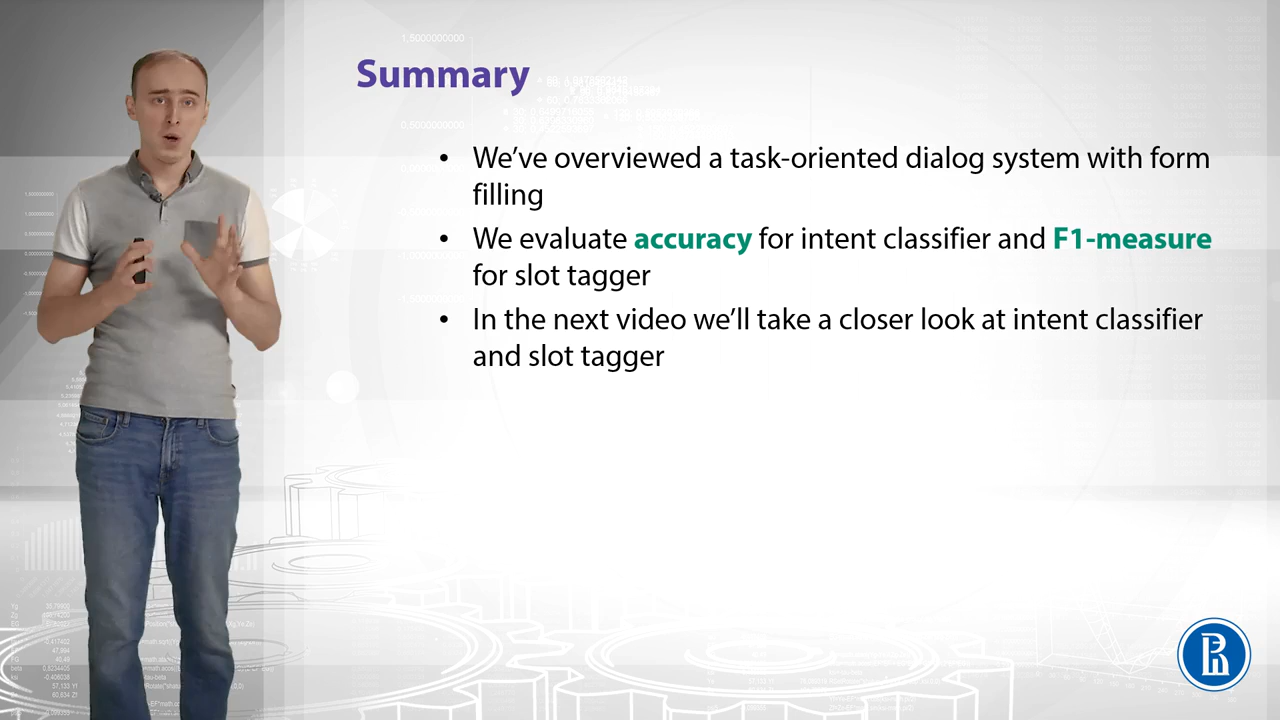 Summary
• We’ve overviewed a task-oriented dialog system with form
filling
• We evaluate accuracy for intent classifier and F1-measure
for slot tagger
• In the next video we’ll take a closer look at intent classifier
and slot tagger